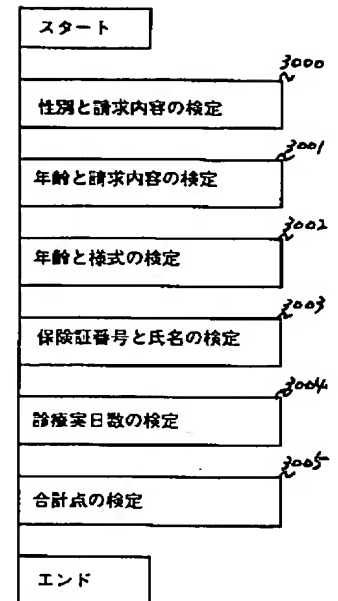 スタート
3000
性別と請求内容の検定
3001
年齢と請求内容の検定
3002
年齢と様式の検定
3003
保険証番号と氏名の検定
3004
診療実日数の検定
3005
合計点の検定
エンド